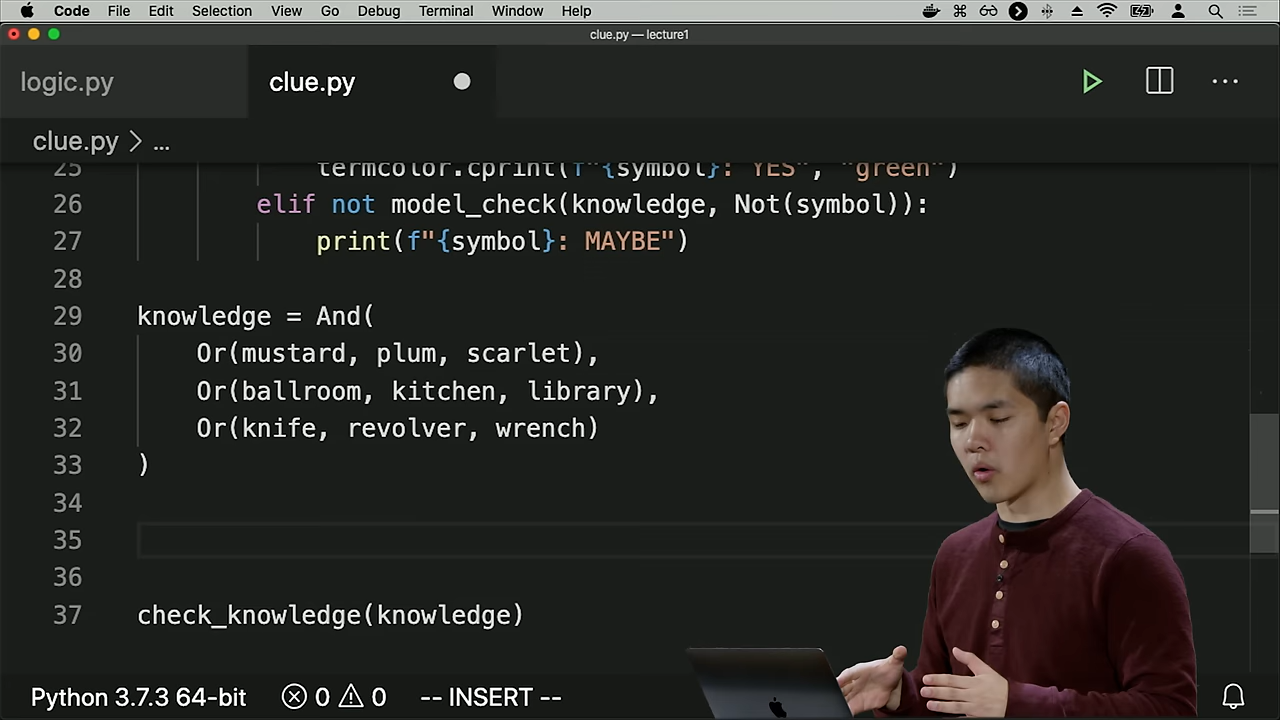 Code File Edit Selection View Go Debug Terminal Window Help
clue.py — lecture1
logic.py clue.py
clue.py > ...
25 termcolor.cprint(f"{symbol}: YES", "green")
26 elif not model_check(knowledge, Not(symbol)):
27 print(f"{symbol}: MAYBE")
28
29 knowledge = And(
30 Or(mustard, plum, scarlet),
31 Or(ballroom, kitchen, library),
32 Or(knife, revolver, wrench)
33 )
34
35
36
37 check_knowledge(knowledge)
Python 3.7.3 64-bit 0 0 -- INSERT --